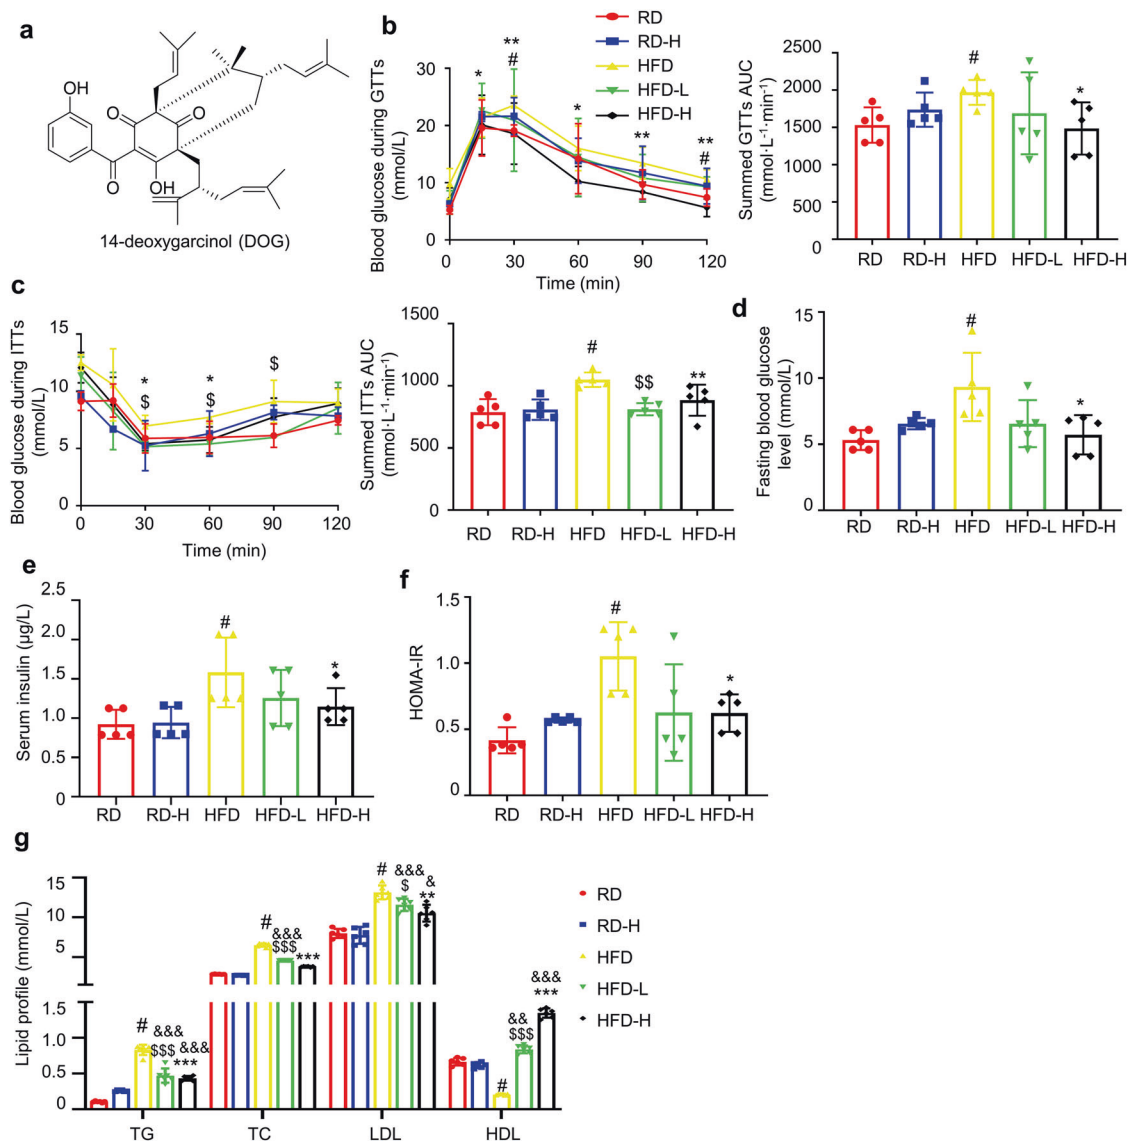 a
OH
O
O
O
OH
14-deoxygarcinol (DOG)
b
RD
RD-H
HFD
HFD-L
HFD-H
Blood glucose during GTTs
(mmol/L)
30
20
10
0
*
**
#
*
**
**
#
0
30
60
90
120
Time (min)
Summed GTTs AUC
(mmol·L⁻¹·min⁻¹)
2500
2000
1500
1000
500
0
#
*
RD
RD-H
HFD
HFD-L
HFD-H
c
Blood glucose during ITTs
(mmol/L)
15
10
5
0
*
$
*
$
$
0
30
60
90
120
Time (min)
Summed ITTs AUC
(mmol·L⁻¹·min⁻¹)
1500
1000
500
0
#
$$
**
RD
RD-H
HFD
HFD-L
HFD-H
d
Fasting blood glucose
level (mmol/L)
15
10
5
0
#
*
RD
RD-H
HFD
HFD-L
HFD-H
e
Serum insulin (μg/L)
2.5
2.0
1.5
1.0
0.5
0
#
*
RD
RD-H
HFD
HFD-L
HFD-H
f
HOMA-IR
1.5
1.0
0.5
0
#
*
RD
RD-H
HFD
HFD-L
HFD-H
g
Lipid profile (mmol/L)
15
10
5
1.5
1.0
0.5
0
#
&&&
$$$
&&&
***
#
&&&
$$$
***
#
&&&
$
&
**
#
&&
$$$
&&&
***
TG
TC
LDL
HDL
RD
RD-H
HFD
HFD-L
HFD-H